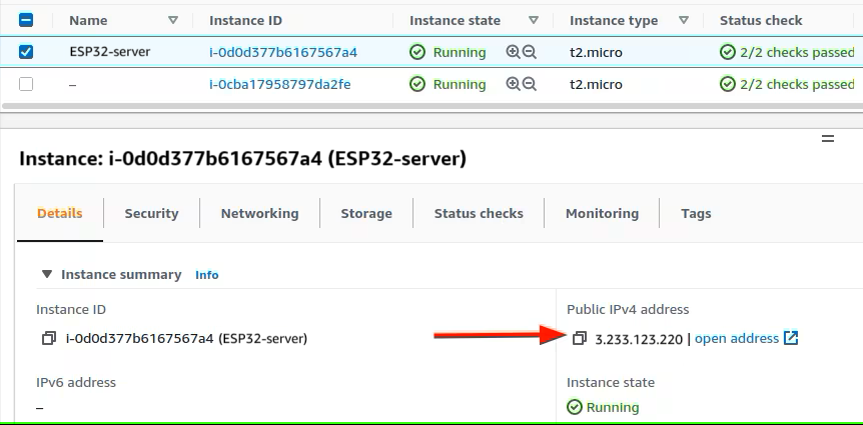 Name Instance ID Instance state Instance type Status check
ESP32-server i-0d0d377b6167567a4 Running t2.micro 2/2 checks passed
– i-0cba17958797da2fe Running t2.micro 2/2 checks passed
Instance: i-0d0d377b6167567a4 (ESP32-server)
Details Security Networking Storage Status checks Monitoring Tags
Instance summary Info
Instance ID Public IPv4 address
i-0d0d377b6167567a4 (ESP32-server) 3.233.123.220 | open address
IPv6 address Instance state
– Running